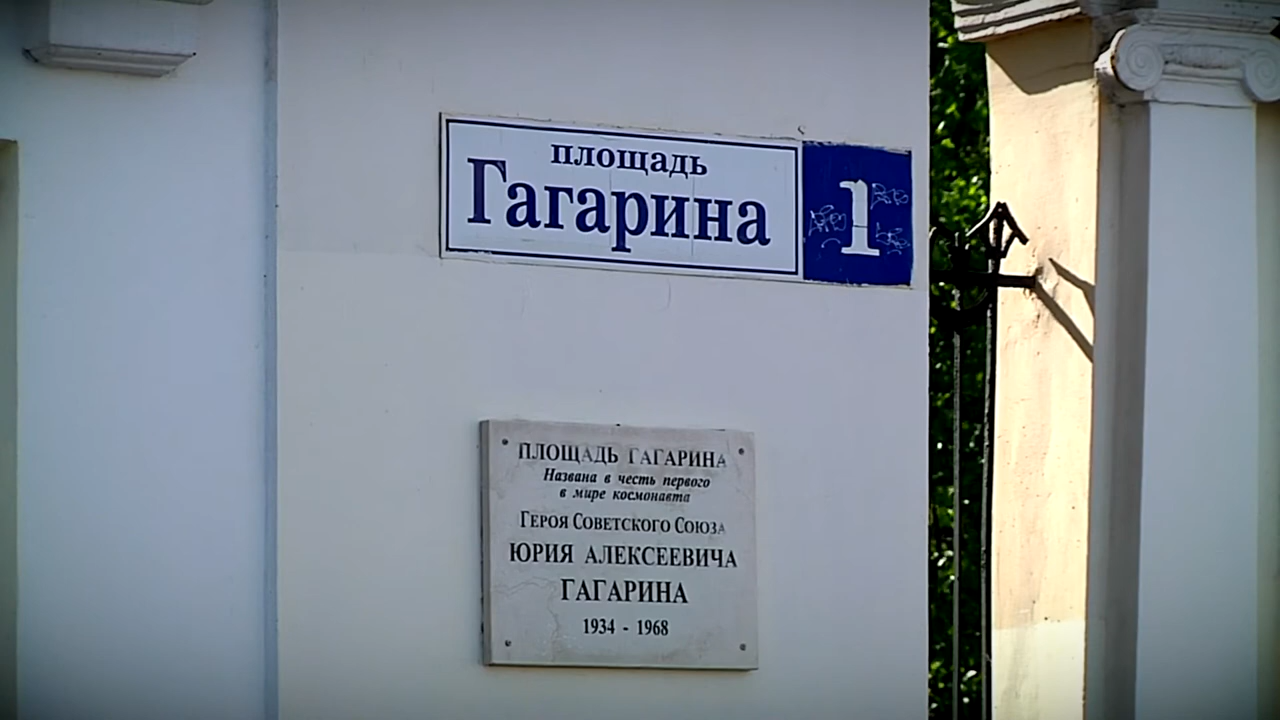 площадь
Гагарина
1
ПЛОЩАДЬ ГАГАРИНА
Названа в честь первого
в мире космонавта
ГЕРОЯ СОВЕТСКОГО СОЮЗА
ЮРИЯ АЛЕКСЕЕВИЧА
ГАГАРИНА
1934 - 1968